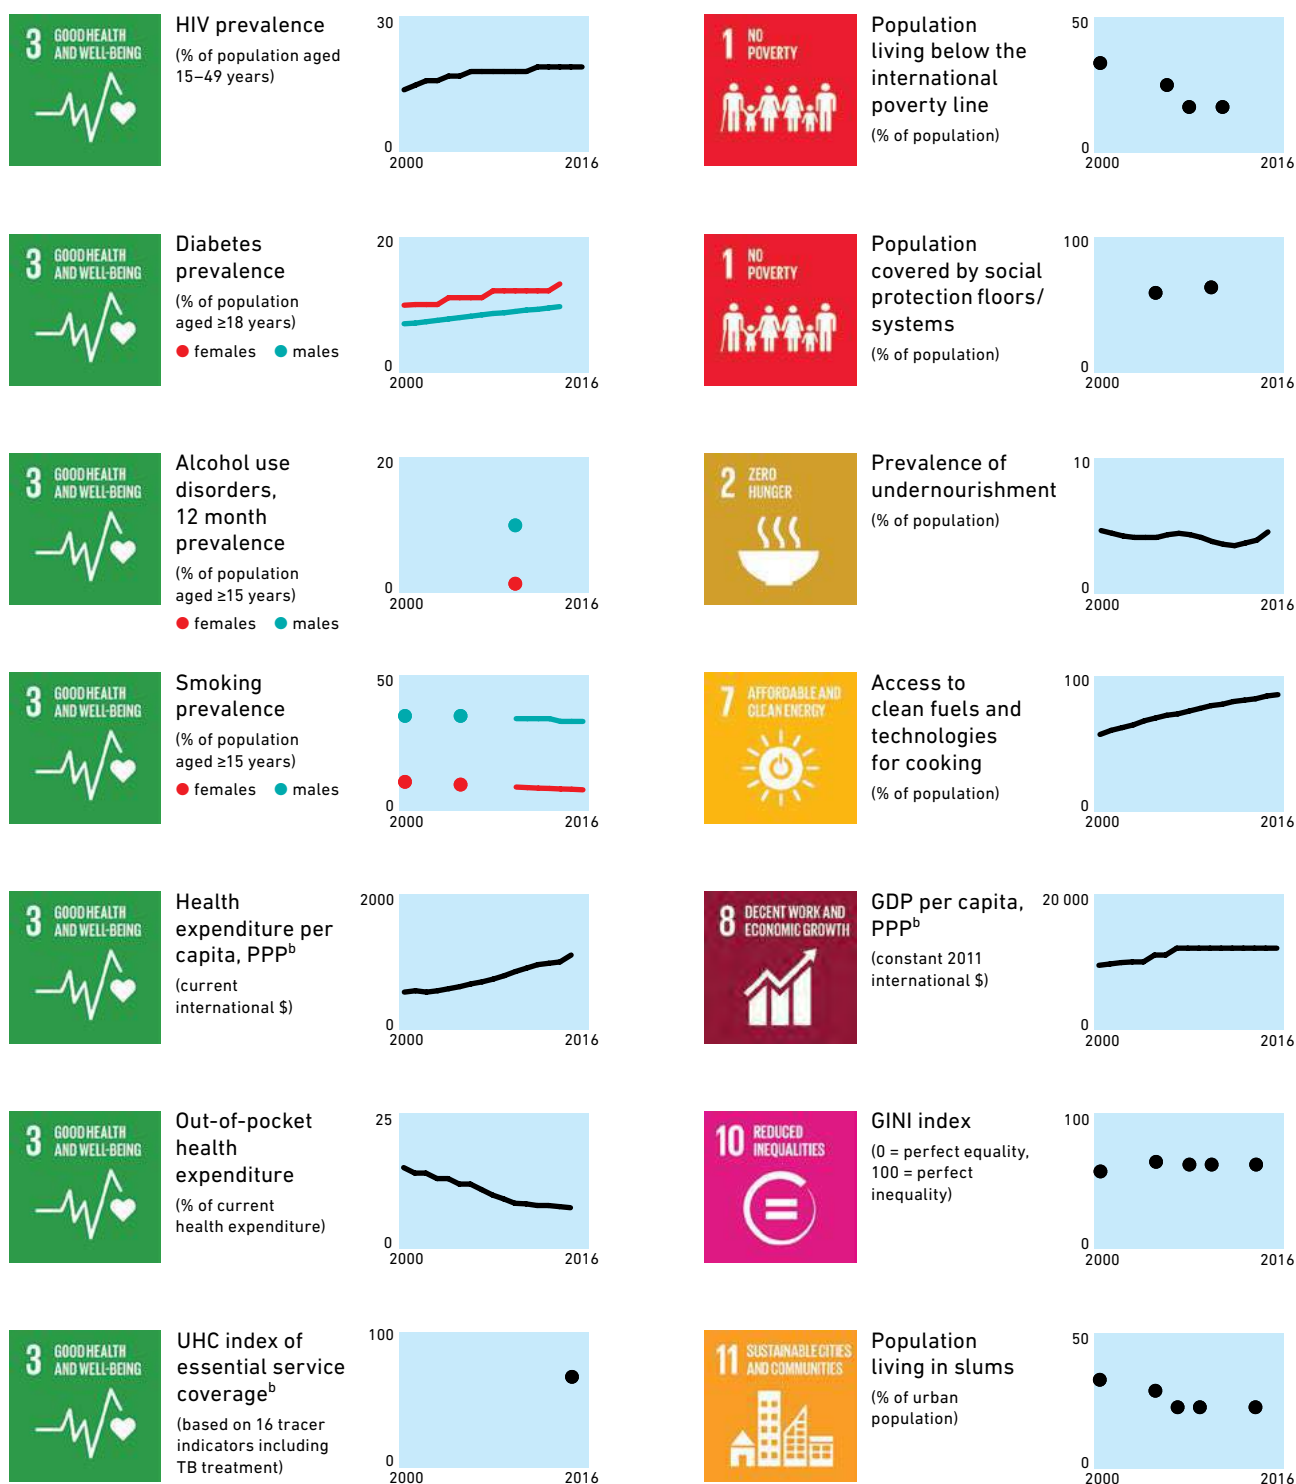 3 GOOD HEALTH
AND WELL-BEING
HIV prevalence
(% of population aged
15–49 years)
30
0
2000
2016
1 NO
POVERTY
Population
living below the
international
poverty line
(% of population)
50
0
2000
2016
3 GOOD HEALTH
AND WELL-BEING
Diabetes
prevalence
(% of population
aged ≥18 years)
females males
20
0
2000
2016
1 NO
POVERTY
Population
covered by social
protection floors/
systems
(% of population)
100
0
2000
2016
3 GOOD HEALTH
AND WELL-BEING
Alcohol use
disorders,
12 month
prevalence
(% of population
aged ≥15 years)
females males
20
0
2000
2016
2 ZERO
HUNGER
Prevalence of
undernourishment
(% of population)
10
0
2000
2016
3 GOOD HEALTH
AND WELL-BEING
Smoking
prevalence
(% of population
aged ≥15 years)
females males
50
0
2000
2016
7 AFFORDABLE AND
CLEAN ENERGY
Access to
clean fuels and
technologies
for cooking
(% of population)
100
0
2000
2016
3 GOOD HEALTH
AND WELL-BEING
Health
expenditure per
capita, PPPᵇ
(current
international $)
2000
0
2000
2016
8 DECENT WORK AND
ECONOMIC GROWTH
GDP per capita,
PPPᵇ
(constant 2011
international $)
20 000
0
2000
2016
3 GOOD HEALTH
AND WELL-BEING
Out-of-pocket
health
expenditure
(% of current
health expenditure)
25
0
2000
2016
10 REDUCED
INEQUALITIES
GINI index
(0 = perfect equality,
100 = perfect
inequality)
100
0
2000
2016
3 GOOD HEALTH
AND WELL-BEING
UHC index of
essential service
coverageᵇ
(based on 16 tracer
indicators including
TB treatment)
100
0
2000
2016
11 SUSTAINABLE CITIES
AND COMMUNITIES
Population
living in slums
(% of urban
population)
50
0
2000
2016